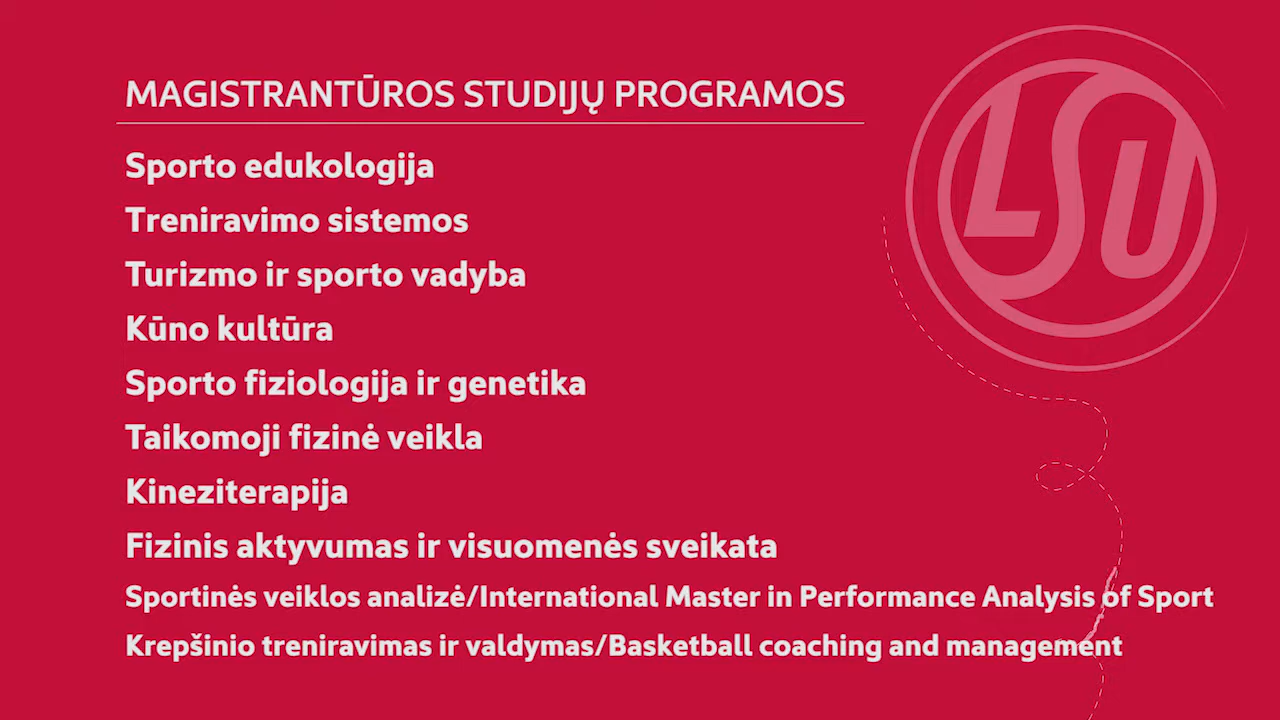 MAGISTRANTŪROS STUDIJŲ PROGRAMOS
LSU
Sporto edukologija
Treniravimo sistemos
Turizmo ir sporto vadyba
Kūno kultūra
Sporto fiziologija ir genetika
Taikomoji fizinė veikla
Kineziterapija
Fizinis aktyvumas ir visuomenės sveikata
Sportinės veiklos analizė/International Master in Performance Analysis of Sport
Krepšinio treniravimas ir valdymas/Basketball coaching and management